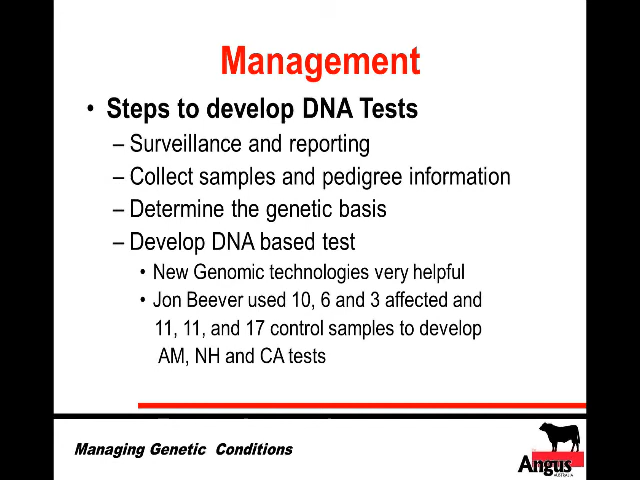 Management
• Steps to develop DNA Tests
– Surveillance and reporting
– Collect samples and pedigree information
– Determine the genetic basis
– Develop DNA based test
• New Genomic technologies very helpful
• Jon Beever used 10, 6 and 3 affected and
11, 11, and 17 control samples to develop
AM, NH and CA tests
Managing Genetic Conditions
Angus
AUSTRALIA